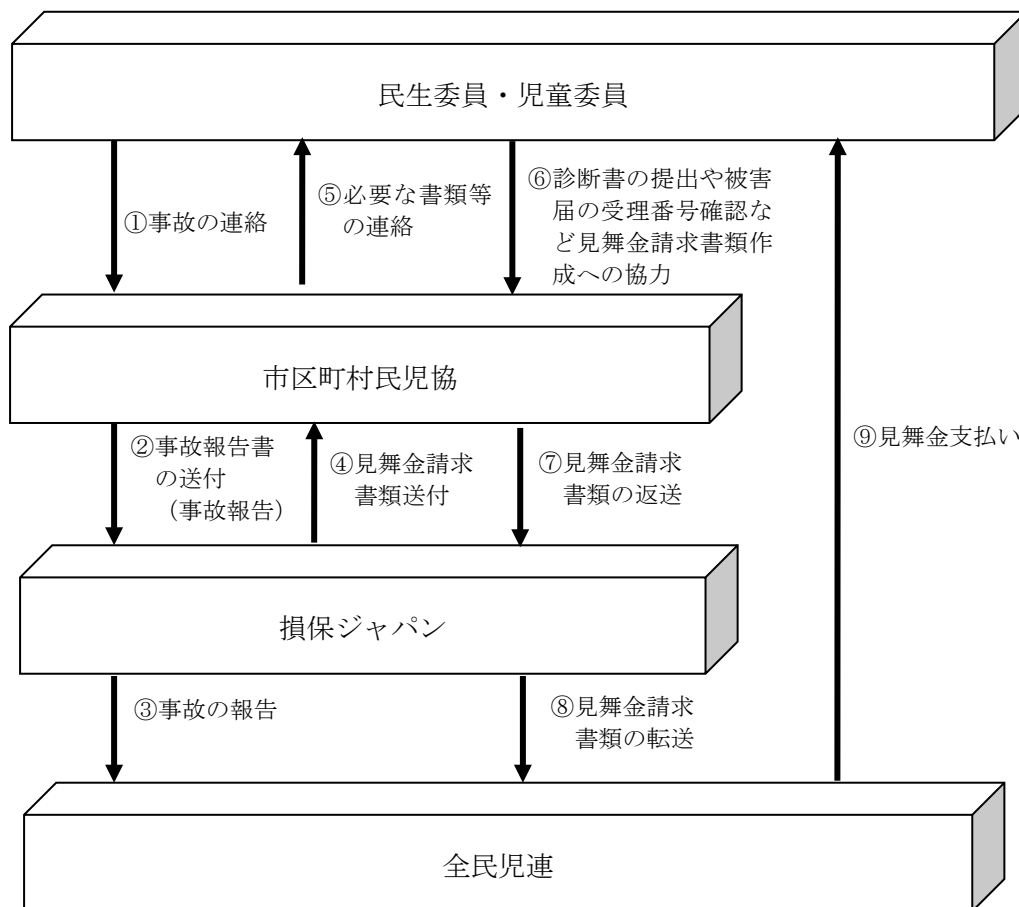 民生委員・児童委員
①事故の連絡
⑤必要な書類等
の連絡
⑥診断書の提出や被害
届の受理番号確認な
ど見舞金請求書類作
成への協力
市区町村民児協
②事故報告書
の送付
（事故報告）
④見舞金請求
書類送付
⑦見舞金請求
書類の返送
⑨見舞金支払い
損保ジャパン
③事故の報告
⑧見舞金請求
書類の転送
全民児連